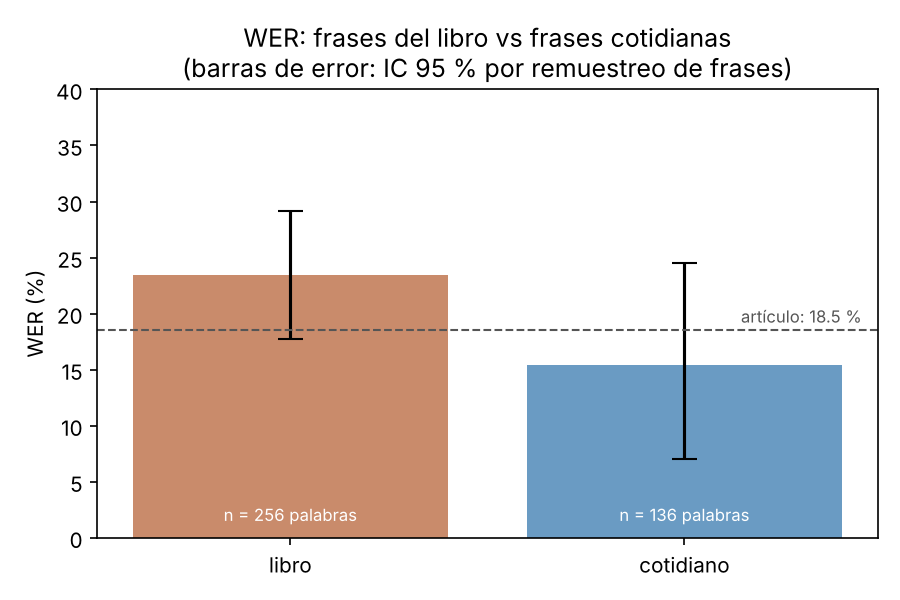 WER: frases del libro vs frases cotidianas
(barras de error: IC 95 % por remuestreo de frases)
WER (%)
40
35
30
25
20
15
10
5
0
artículo: 18.5 %
n = 256 palabras
n = 136 palabras
libro
cotidiano